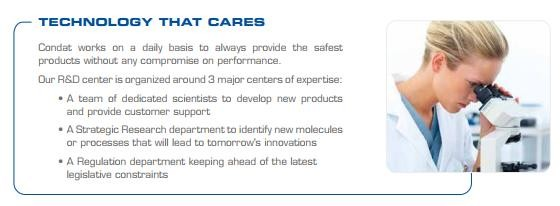 TECHNOLOGY THAT CARES
Condat works on a daily basis to always provide the safest
products without any compromise on performance.
Our R&D center is organized around 3 major centers of expertise:
• A team of dedicated scientists to develop new products
and provide customer support
• A Strategic Research department to identify new molecules
or processes that will lead to tomorrow's innovations
• A Regulation department keeping ahead of the latest
legislative constraints